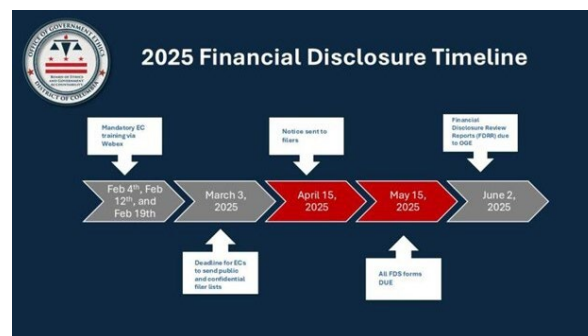 2025 Financial Disclosure Timeline
OFFICE OF GOVERNMENT ETHICS
BOARD OF ETHICS
AND GOVERNMENT
ACCOUNTABILITY
DISTRICT OF COLUMBIA
Mandatory EC
training via
Webex
Notice sent to
filers
Financial
Disclosure Review
Reports (FDRR) due
to OGE
Feb 4th, Feb
12th, and
Feb 19th
March 3,
2025
April 15,
2025
May 15,
2025
June 2,
2025
Deadline for ECs
to send public
and confidential
filer lists
All FDS forms
DUE